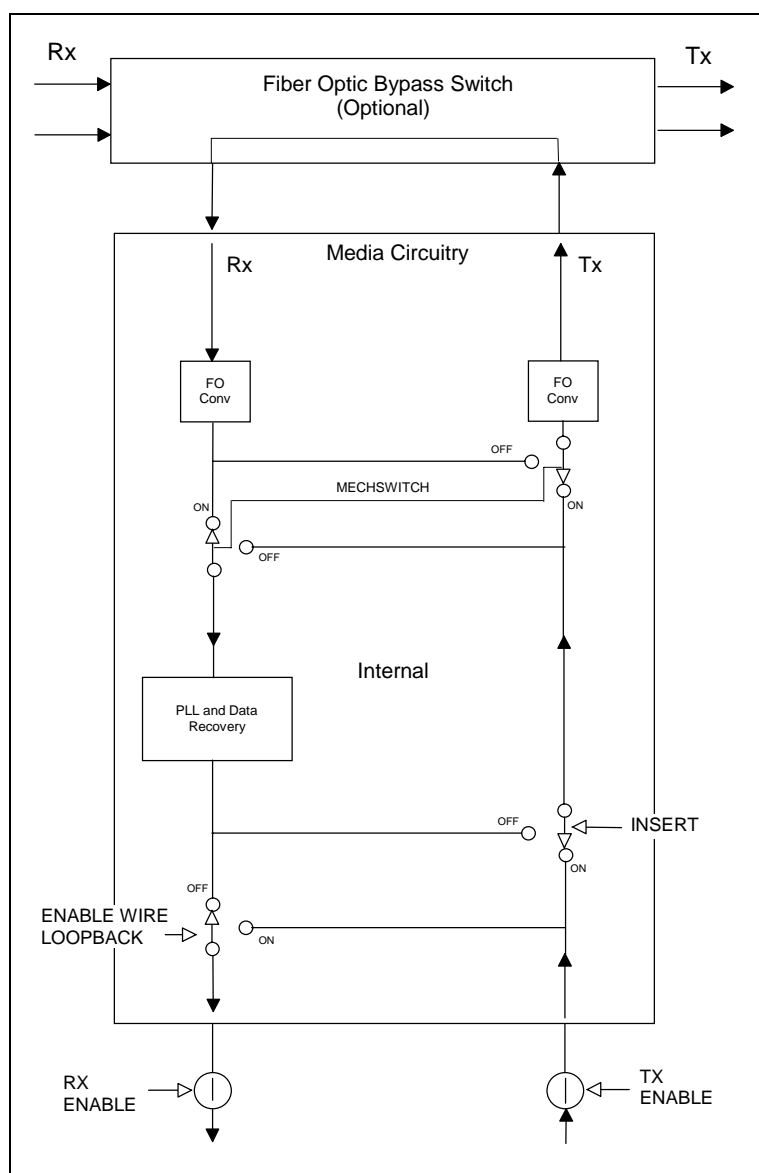 Rx
Tx
Fiber Optic Bypass Switch
(Optional)
Media Circuitry
Rx
Tx
FO
Conv
FO
Conv
OFF
MECHSWITCH
ON
ON
OFF
Internal
PLL and Data
Recovery
OFF
INSERT
ON
OFF
ENABLE WIRE
LOOPBACK
ON
RX
ENABLE
TX
ENABLE